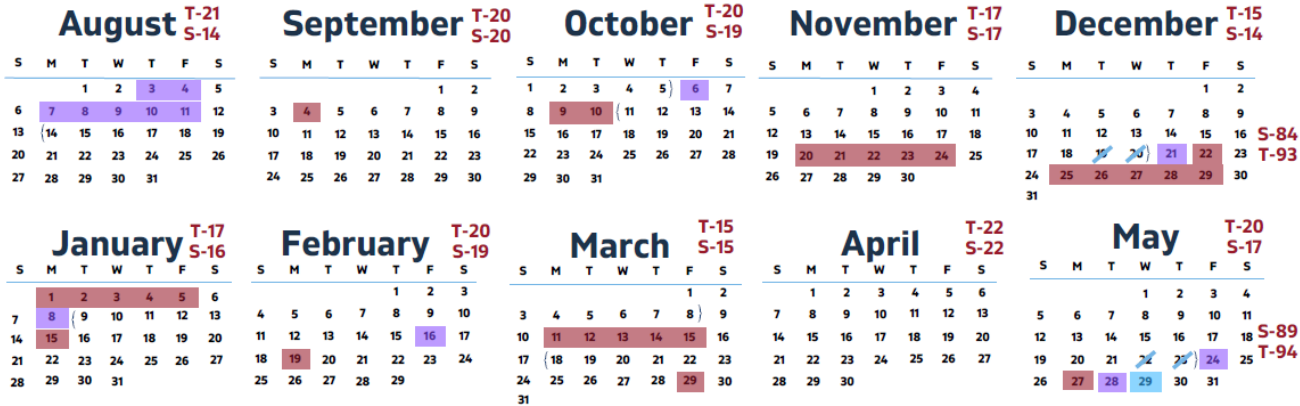 August T-21
S-14
S M T W T F S
1 2 3 4 5
6 7 8 9 10 11 12
13 (14 15 16 17 18 19
20 21 22 23 24 25 26
27 28 29 30 31
September T-20
S-20
S M T W T F S
1 2
3 4 5 6 7 8 9
10 11 12 13 14 15 16
17 18 19 20 21 22 23
24 25 26 27 28 29 30
October T-20
S-19
S M T W T F S
1 2 3 4 5) 6 7
8 9 10 (11 12 13 14
15 16 17 18 19 20 21
22 23 24 25 26 27 28
29 30 31
November T-17
S-17
S M T W T F S
1 2 3 4
5 6 7 8 9 10 11
12 13 14 15 16 17 18
19 20 21 22 23 24 25
26 27 28 29 30
December T-15
S-14
S M T W T F S
1 2
3 4 5 6 7 8 9
10 11 12 13 14 15 16
17 18 19 20) 21 22 23
24 25 26 27 28 29 30
31
S-84
T-93
January T-17
S-16
S M T W T F S
1 2 3 4 5 6
7 8 (9 10 11 12 13
14 15 16 17 18 19 20
21 22 23 24 25 26 27
28 29 30 31
February T-20
S-19
S M T W T F S
1 2 3
4 5 6 7 8 9 10
11 12 13 14 15 16 17
18 19 20 21 22 23 24
25 26 27 28 29
March T-15
S-15
S M T W T F S
1 2
3 4 5 6 7 8) 9
10 11 12 13 14 15 16
17 (18 19 20 21 22 23
24 25 26 27 28 29 30
31
April T-22
S-22
S M T W T F S
1 2 3 4 5 6
7 8 9 10 11 12 13
14 15 16 17 18 19 20
21 22 23 24 25 26 27
28 29 30
May T-20
S-17
S M T W T F S
1 2 3 4
5 6 7 8 9 10 11
12 13 14 15 16 17 18
19 20 21 22 23) 24 25
26 27 28 29 30 31
S-89
T-94